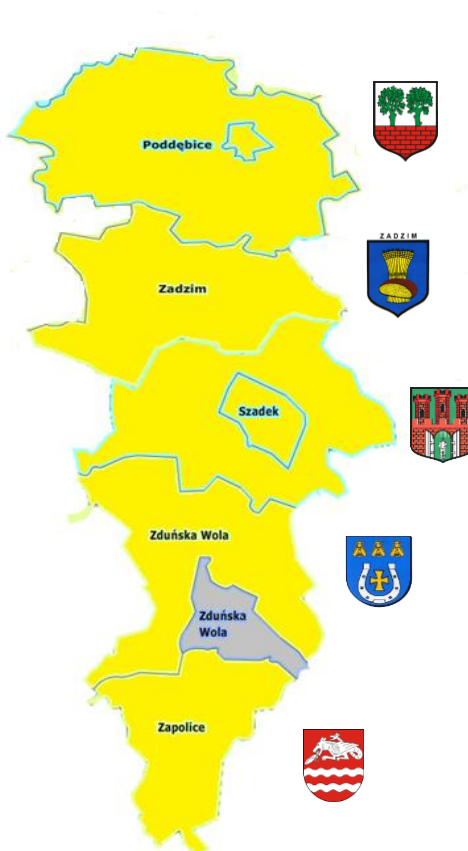 Poddębice
ZADZIM
Zadzim
Szadek
Zduńska Wola
Zduńska
Wola
Zapolice